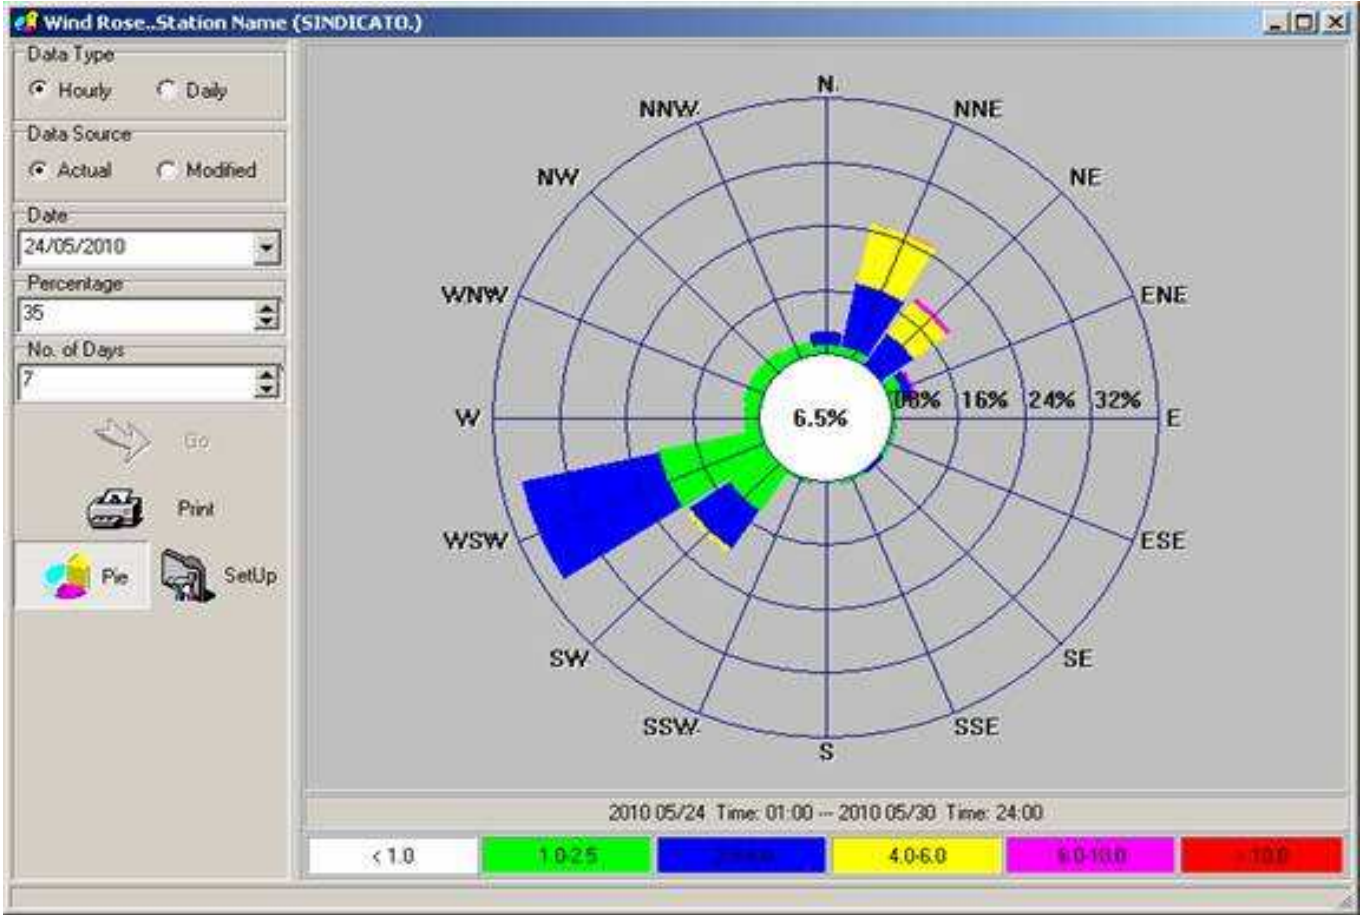 Wind Rose..Station Name (SINDICATO.)
Data Type
Hourly Daily
Data Source
Actual Modified
Date
24/05/2010
Percentage
35
No. of Days
7
Go
Print
Pie SetUp
N.
NNW. NNE
NW NE
WNW ENE
W 6.5% 08% 16% 24% 32% E
WSW ESE
SW SE
SSW. SSE
S
2010 05/24 Time: 01:00 --- 2010 05/30 Time: 24:00
< 1.0 1.0-2.5 4.0-6.0 6.0-10.0 > 10.0